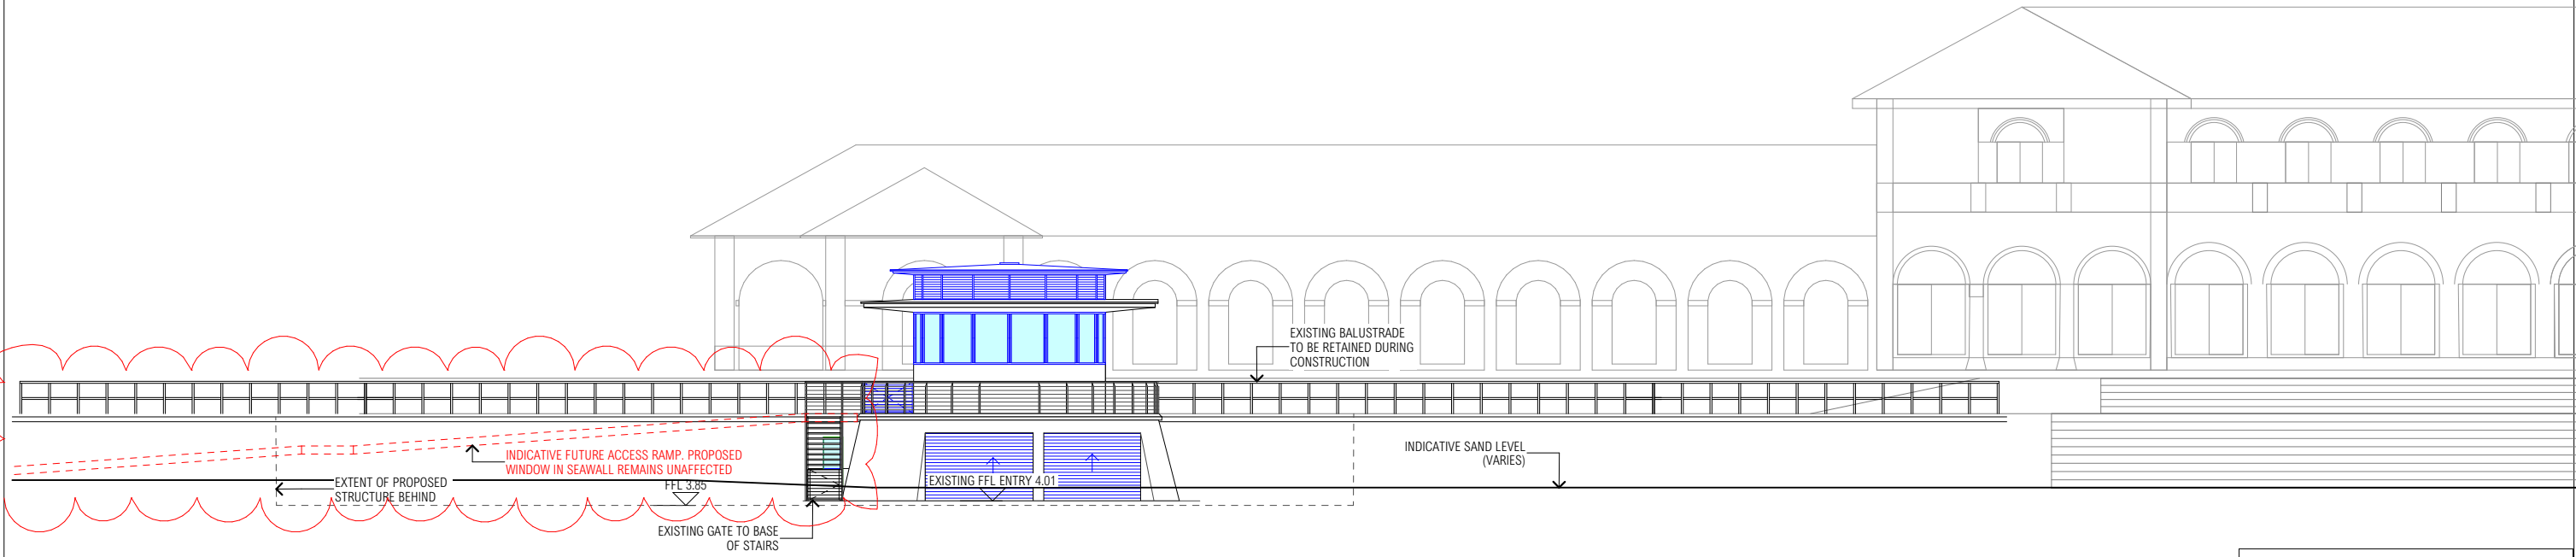 EXISTING BALUSTRADE
TO BE RETAINED DURING
CONSTRUCTION
INDICATIVE SAND LEVEL
(VARIES)
INDICATIVE FUTURE ACCESS RAMP. PROPOSED
WINDOW IN SEAWALL REMAINS UNAFFECTED
EXTENT OF PROPOSED
STRUCTURE BEHIND
FFL 3.85
EXISTING FFL ENTRY 4.01
EXISTING GATE TO BASE
OF STAIRS